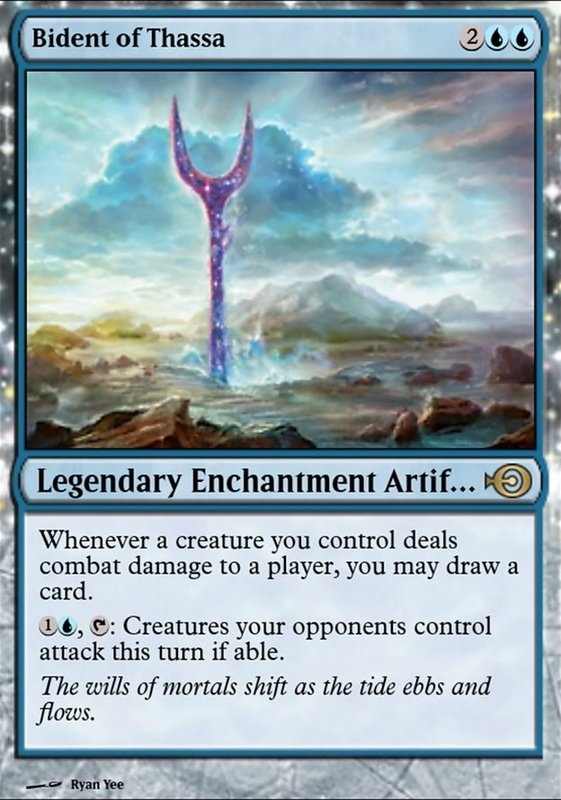 Bident of Thassa 2
Legendary Enchantment Artif...
Whenever a creature you control deals
combat damage to a player, you may draw a
card.
1, : Creatures your opponents control
attack this turn if able.
The wills of mortals shift as the tide ebbs and
flows.
Ryan Yee